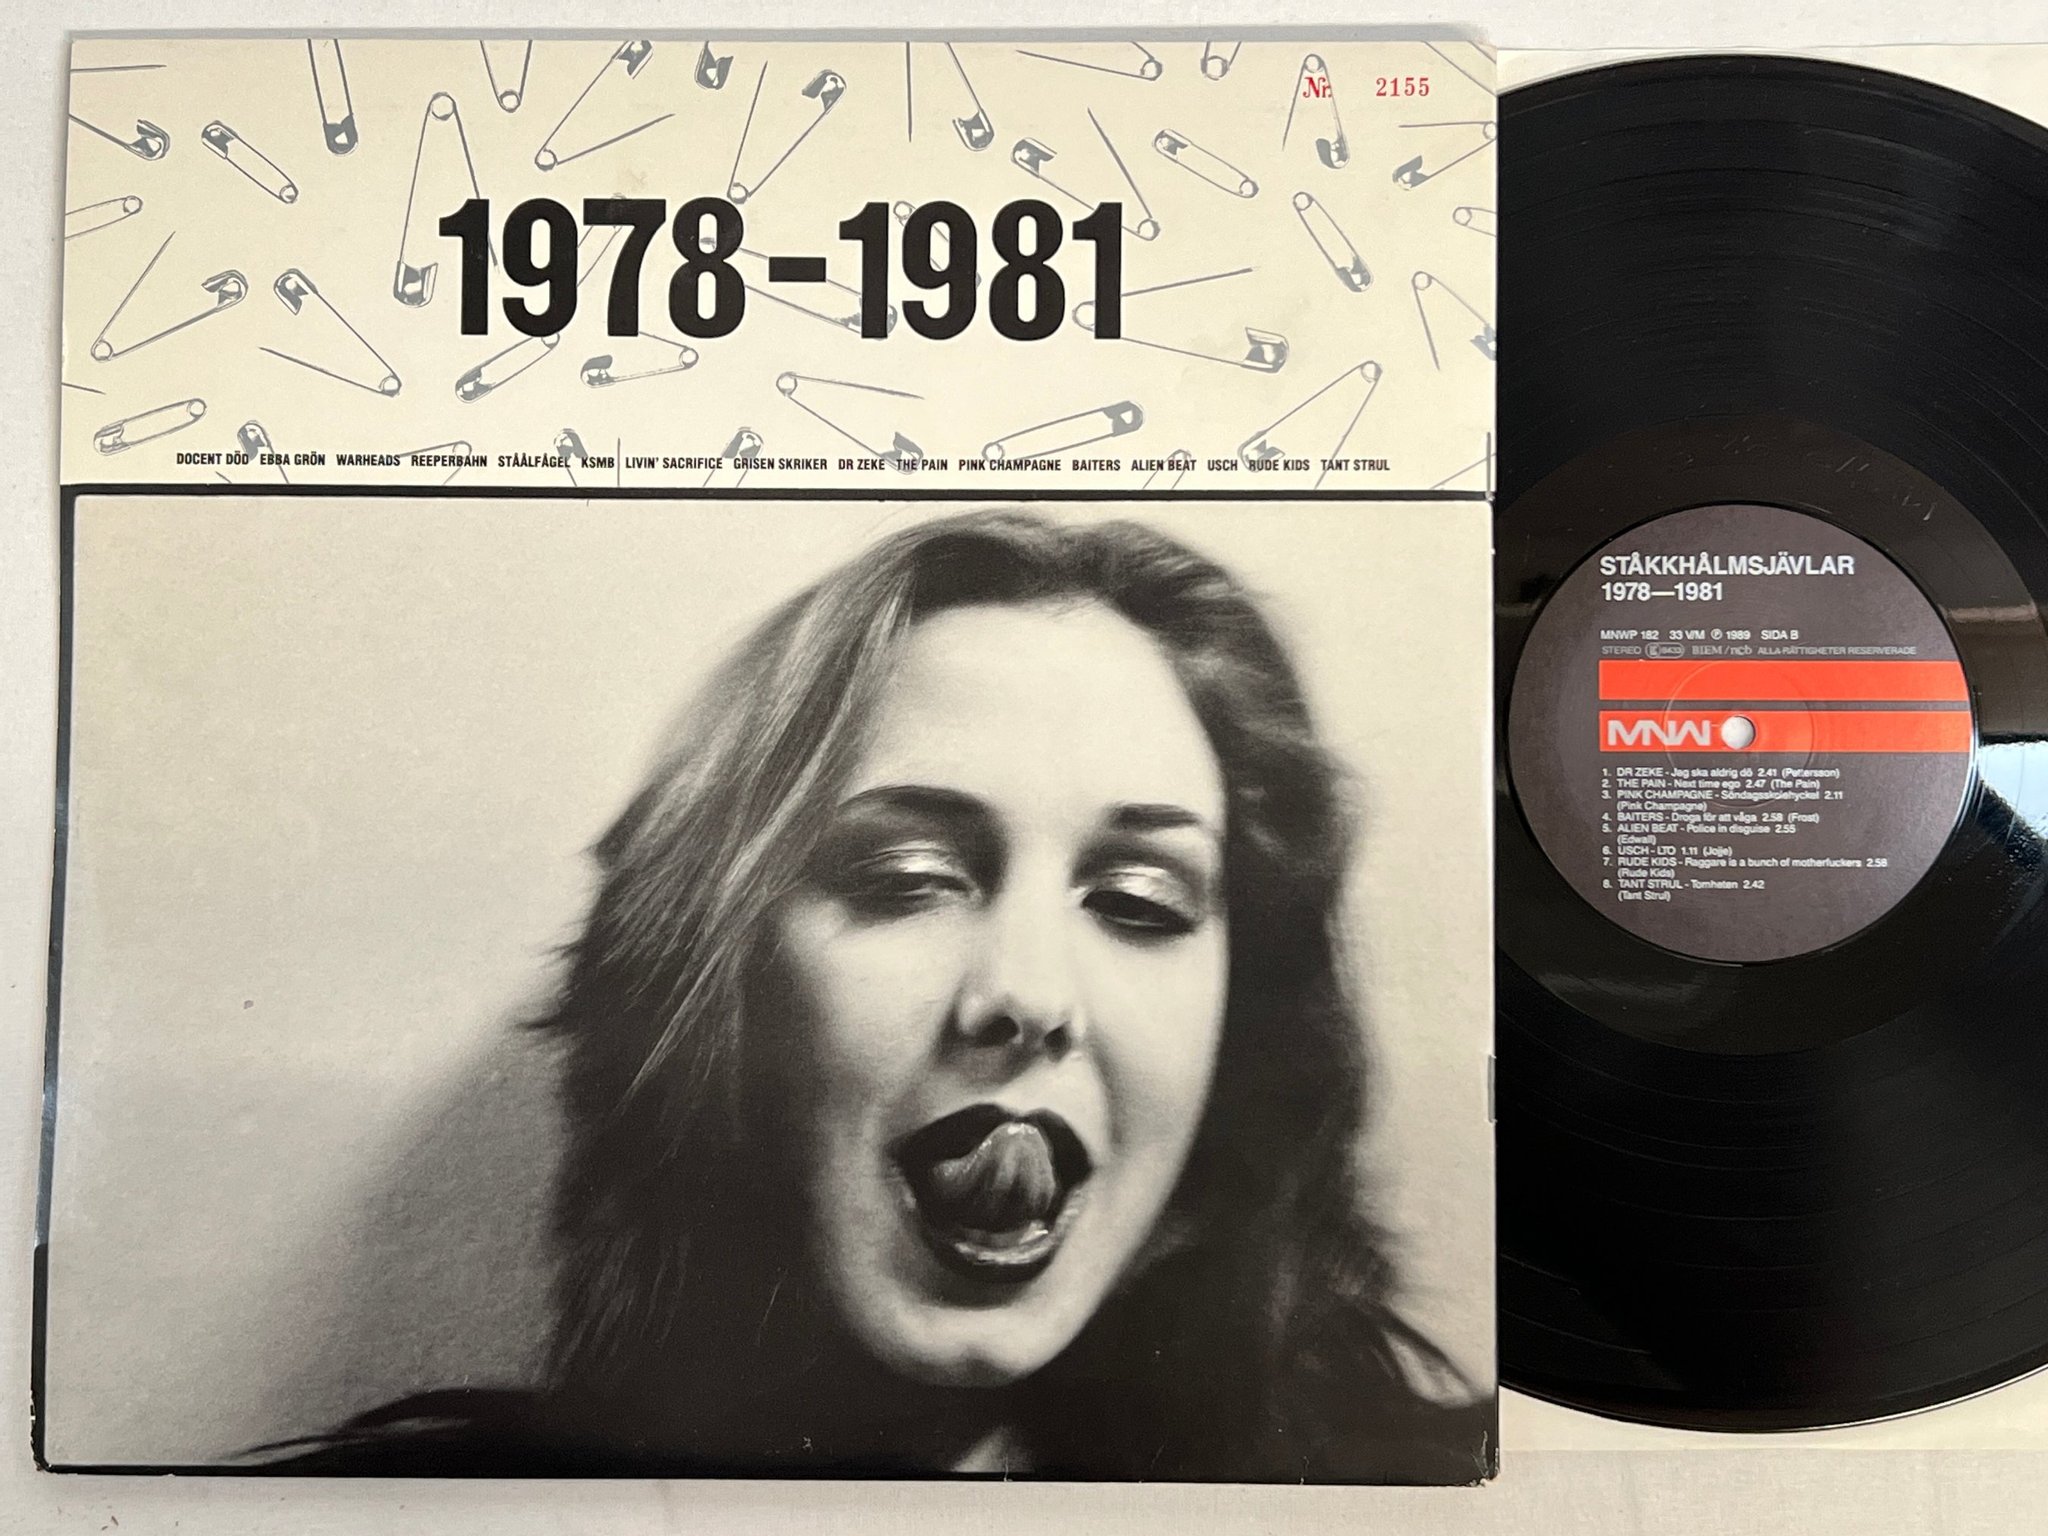 Nr. 2155
1978-1981
DOCENT DÖD EBBA GRÖN WARHEADS REEPERBAHN STÅÅLFÅGEL KSMB LIVIN' SACRIFICE GRISEN SKRIKER DR ZEKE THE PAIN PINK CHAMPAGNE BAITERS ALIEN BEAT USCH RUDE KIDS TANT STRUL
STÅKKHÅLMSJÄVLAR
1978—1981
MNWP 182 33 V/M Ⓟ 1989 SIDA B
STEREO BIEM/ncb ALLA RÄTTIGHETER RESERVERADE
MNW
1. DR ZEKE - Jag ska aldrig dö 2.41 (Pettersson)
2. THE PAIN - Next time ego 2.47 (The Pain)
3. PINK CHAMPAGNE - Söndagsskolehyckel 2.11
(Pink Champagne)
4. BAITERS - Droga för att våga 2.58 (Frost)
5. ALIEN BEAT - Police in disguise 2.55
(Edwall)
6. USCH - LTO 1.11 (Jojje)
7. RUDE KIDS - Raggare is a bunch of motherfuckers 2.58
(Rude Kids)
8. TANT STRUL - Tomheten 2.42
(Tant Strul)